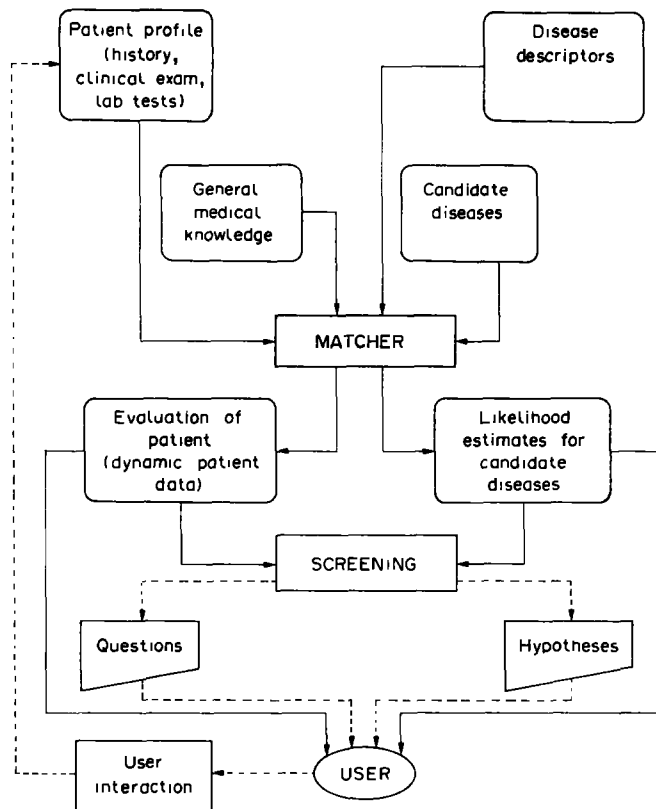 Patient profile
(history,
clinical exam,
lab tests)
Disease
descriptors
General
medical
knowledge
Candidate
diseases
MATCHER
Evaluation of
patient
(dynamic patient
data)
Likelihood
estimates for
candidate
diseases
SCREENING
Questions
Hypotheses
User
interaction
USER